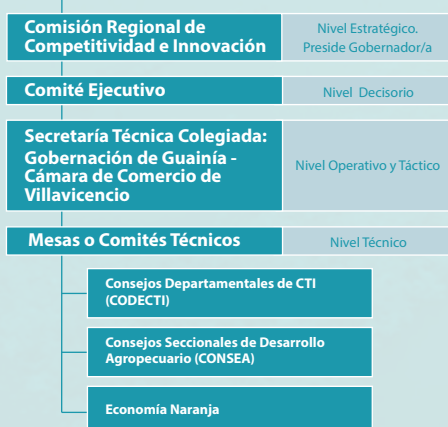 Comisión Regional de
Competitividad e Innovación
Nivel Estratégico.
Preside Gobernador/a
Comité Ejecutivo
Nivel Decisorio
Secretaría Técnica Colegiada:
Gobernación de Guainía -
Cámara de Comercio de
Villavicencio
Nivel Operativo y Táctico
Mesas o Comités Técnicos
Nivel Técnico
Consejos Departamentales de CTI
(CODECTI)
Consejos Seccionales de Desarrollo
Agropecuario (CONSEA)
Economía Naranja